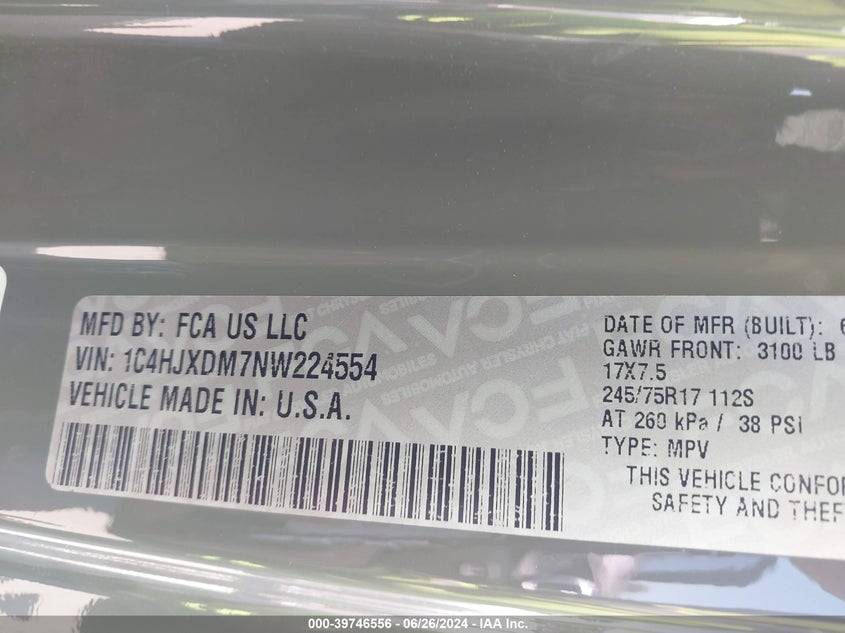 MFD BY: FCA US LLC
VIN: 1C4HJXDM7NW224554
VEHICLE MADE IN: U.S.A.
DATE OF MFR (BUILT): 6
GAWR FRONT: 3100 LB
17X7.5
245/75R17 112S
AT 260 kPa / 38 PSI
TYPE: MPV
THIS VEHICLE CONFOR
SAFETY AND THEF
000-39746556 - 06/26/2024 - IAA Inc.